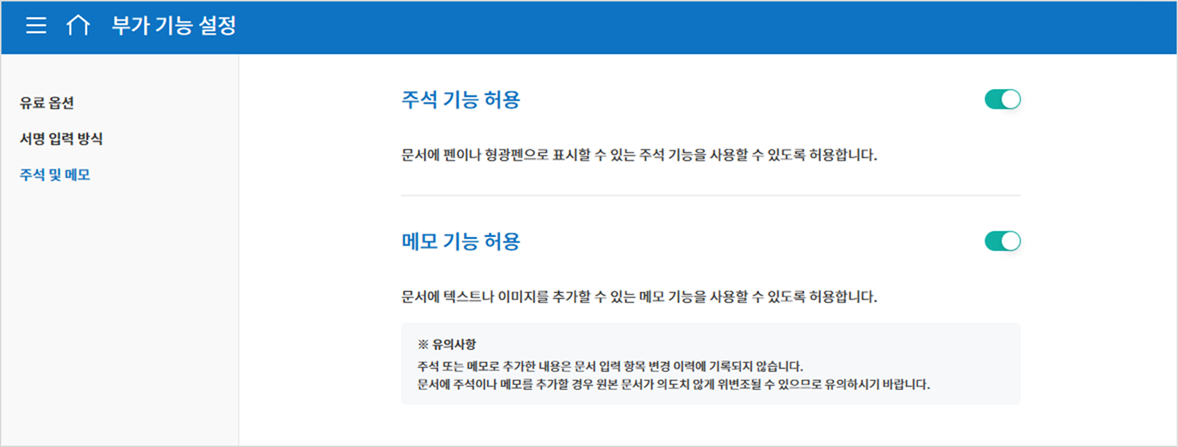 부가 기능 설정
유료 옵션
서명 입력 방식
주석 및 메모
주석 기능 허용
문서에 펜이나 형광펜으로 표시할 수 있는 주석 기능을 사용할 수 있도록 허용합니다.
메모 기능 허용
문서에 텍스트나 이미지를 추가할 수 있는 메모 기능을 사용할 수 있도록 허용합니다.
※ 유의사항
주석 또는 메모로 추가한 내용은 문서 입력 항목 변경 이력에 기록되지 않습니다.
문서에 주석이나 메모를 추가할 경우 원본 문서가 의도치 않게 위변조될 수 있으므로 유의하시기 바랍니다.